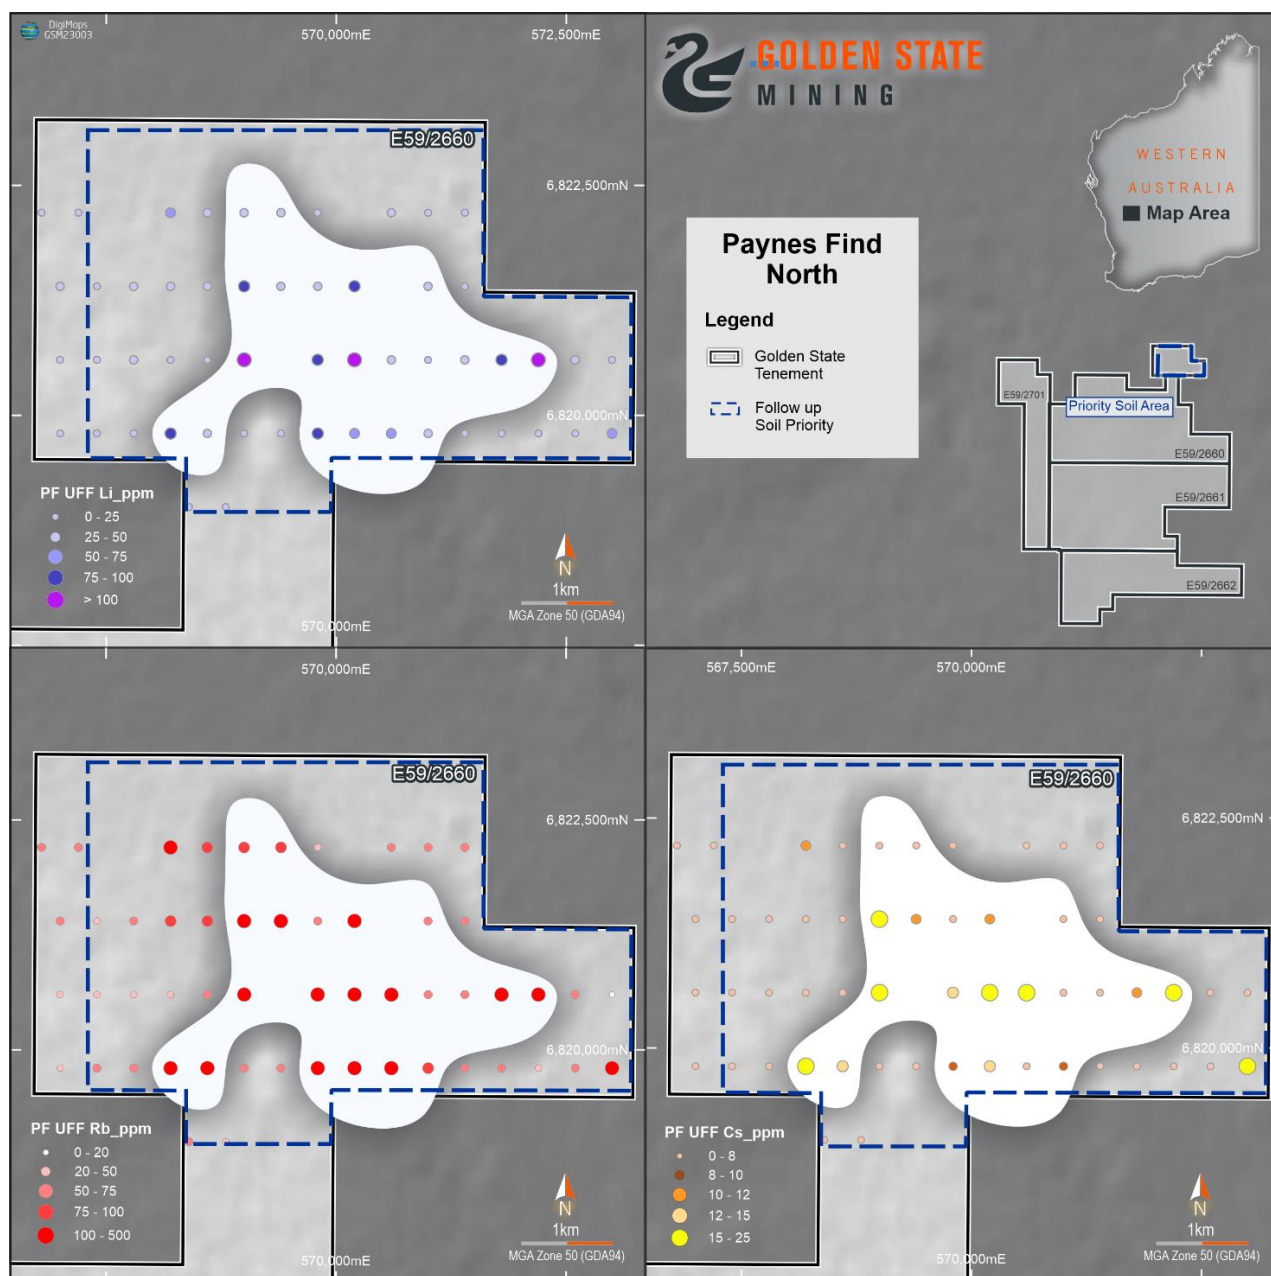 DigiMaps
GSM23003
570,000mE
572,500mE
E59/2660
6,822,500mN
6,820,000mN
PF UFF Li_ppm
0 - 25
25 - 50
50 - 75
75 - 100
> 100
N
1km
MGA Zone 50 (GDA94)
570,000mE
GOLDEN STATE
MINING
WESTERN
AUSTRALIA
Map Area
Paynes Find
North
Legend
Golden State
Tenement
Follow up
Soil Priority
E59/2701
Priority Soil Area
E59/2660
E59/2661
E59/2662
570,000mE
E59/2660
6,822,500mN
6,820,000mN
PF UFF Rb_ppm
0 - 20
20 - 50
50 - 75
75 - 100
100 - 500
N
1km
MGA Zone 50 (GDA94)
570,000mE
567,500mE
570,000mE
E59/2660
6,822,500mN
6,820,000mN
PF UFF Cs_ppm
0 - 8
8 - 10
10 - 12
12 - 15
15 - 25
N
1km
MGA Zone 50 (GDA94)
570,000mE